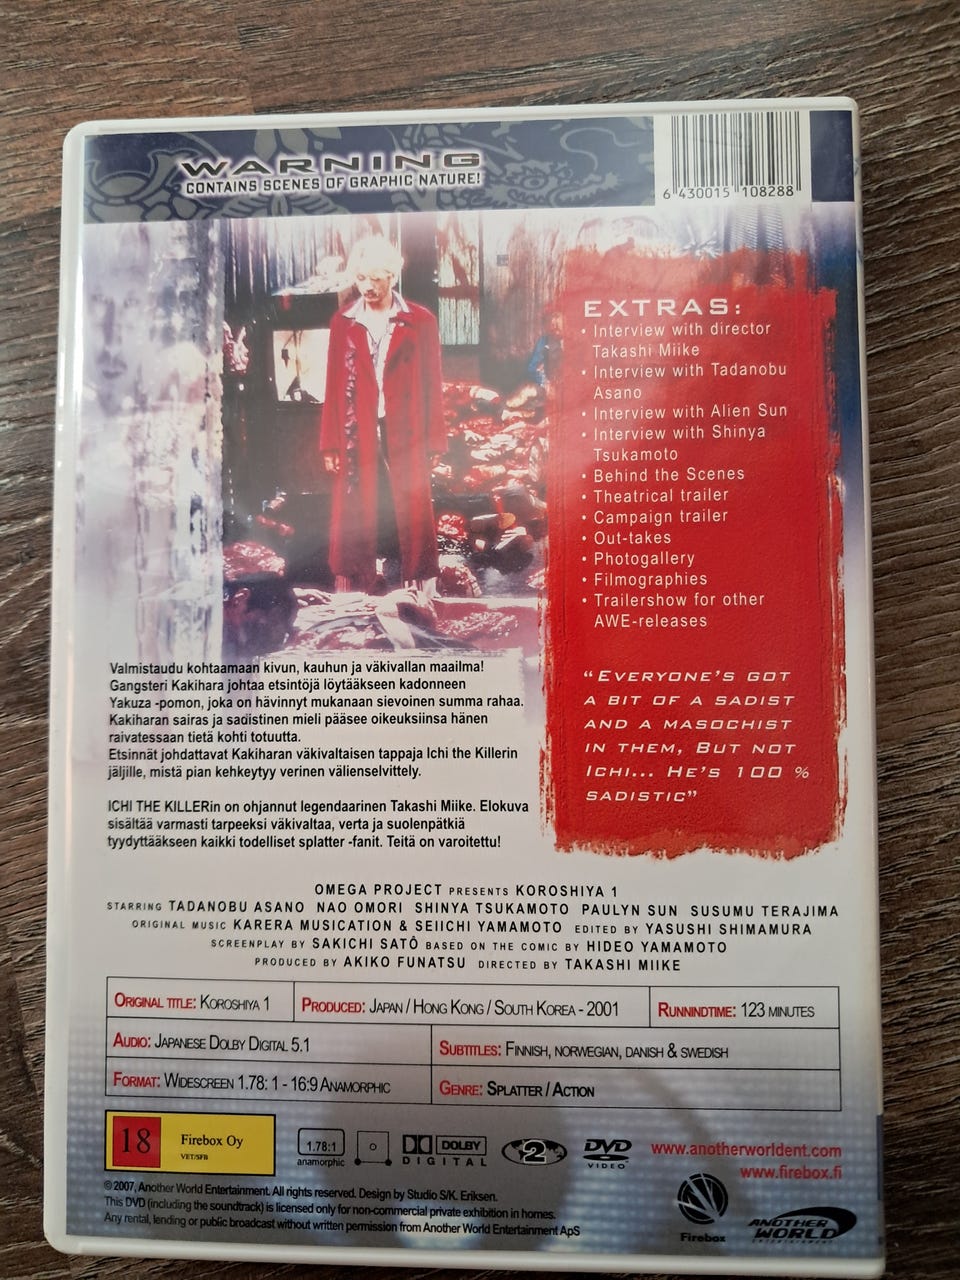 WARNING
CONTAINS SCENES OF GRAPHIC NATURE!
6 430015 108288
EXTRAS:
• Interview with director
Takashi Miike
• Interview with Tadanobu
Asano
• Interview with Alien Sun
• Interview with Shinya
Tsukamoto
• Behind the Scenes
• Theatrical trailer
• Campaign trailer
• Out-takes
• Photogallery
• Filmographies
• Trailershow for other
AWE-releases
“EVERYONE'S GOT
A BIT OF A SADIST
AND A MASOCHIST
IN THEM, BUT NOT
ICHI... HE'S 100 %
SADISTIC”
Valmistaudu kohtaamaan kivun, kauhun ja väkivallan maailma!
Gangsteri Kakihara johtaa etsintöjä löytääkseen kadonneen
Yakuza -pomon, joka on hävinnyt mukanaan sievoinen summa rahaa.
Kakiharan sairas ja sadistinen mieli pääsee oikeuksiinsa hänen
raivatessaan tietä kohti totuutta.
Etsinnät johdattavat Kakiharan väkivaltaisen tappaja Ichi the Killerin
jäljille, mistä pian kehkeytyy verinen välienselvittely.
ICHI THE KILLERin on ohjannut legendaarinen Takashi Miike. Elokuva
sisältää varmasti tarpeeksi väkivaltaa, verta ja suolenpätkiä
tyydyttääkseen kaikki todelliset splatter -fanit. Teitä on varoitettu!
OMEGA PROJECT PRESENTS KOROSHIYA 1
STARRING TADANOBU ASANO NAO OMORI SHINYA TSUKAMOTO PAULYN SUN SUSUMU TERAJIMA
ORIGINAL MUSIC KARERA MUSICATION & SEIICHI YAMAMOTO EDITED BY YASUSHI SHIMAMURA
SCREENPLAY BY SAKICHI SATÔ BASED ON THE COMIC BY HIDEO YAMAMOTO
PRODUCED BY AKIKO FUNATSU DIRECTED BY TAKASHI MIIKE
ORIGINAL TITLE: KOROSHIYA 1 PRODUCED: JAPAN / HONG KONG / SOUTH KOREA - 2001 RUNNINDTIME: 123 MINUTES
AUDIO: JAPANESE DOLBY DIGITAL 5.1 SUBTITLES: FINNISH, NORWEGIAN, DANISH & SWEDISH
FORMAT: WIDESCREEN 1.78: 1 - 16:9 ANAMORPHIC GENRE: SPLATTER / ACTION
18 Firebox Oy
VET/SFB
1.78:1
anamorphic
DOLBY
DIGITAL
2
DVD
VIDEO
www.anotherworldent.com
www.firebox.fi
© 2007, Another World Entertainment. All rights reserved. Design by Studio S/K. Eriksen.
This DVD (including the soundtrack) is licensed only for non-commercial private exhibition in homes.
Any rental, lending or public broadcast without written permission from Another World Entertainment ApS
Firebox
ANOTHER
WORLD
ENTERTAINMENT